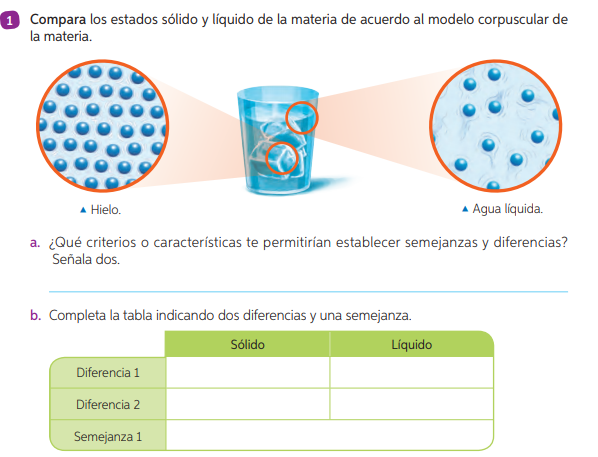 1 Compara los estados sólido y líquido de la materia de acuerdo al modelo corpuscular de
la materia.
▲ Hielo.
▲ Agua líquida.
a. ¿Qué criterios o características te permitirían establecer semejanzas y diferencias?
Señala dos.
b. Completa la tabla indicando dos diferencias y una semejanza.
Sólido Líquido
Diferencia 1
Diferencia 2
Semejanza 1